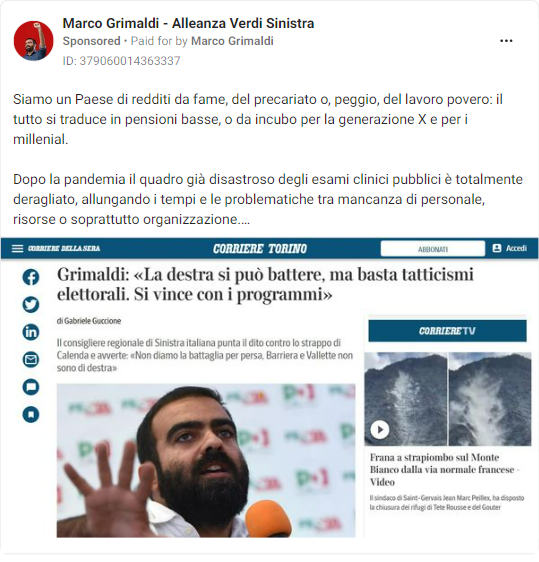 Marco Grimaldi - Alleanza Verdi Sinistra
Sponsored • Paid for by Marco Grimaldi
ID: 379060014363337
Siamo un Paese di redditi da fame, del precariato o, peggio, del lavoro povero: il
tutto si traduce in pensioni basse, o da incubo per la generazione X e per i
millenial.
Dopo la pandemia il quadro già disastroso degli esami clinici pubblici è totalmente
deragliato, allungando i tempi e le problematiche tra mancanza di personale,
risorse o soprattutto organizzazione....
CORRIERE DELLA SERA
CORRIERE TORINO
ABBONATI
Accedi
Grimaldi: «La destra si può battere, ma basta tatticismi
elettorali. Si vince con i programmi»
di Gabriele Guccione
Il consigliere regionale di Sinistra italiana punta il dito contro lo strappo di
Calenda e avverte: «Non diamo la battaglia per persa, Barriera e Vallette non
sono di destra»
CORRIERE TV
Frana a strapiombo sul Monte
Bianco dalla via normale francese -
Video
Il sindaco di Saint-Gervais Jean Marc Peillex, ha disposto
la chiusura dei rifugi di Tete Rousse e del Gouter